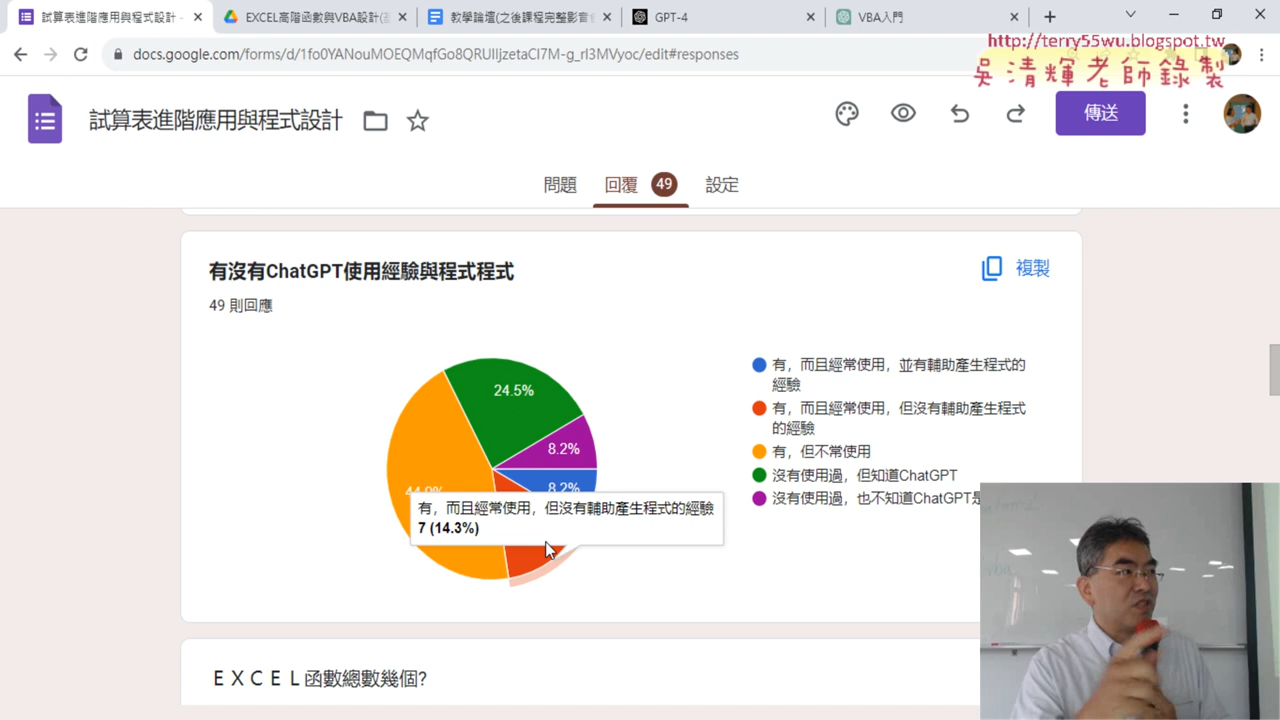 試算表進階應用與程式設計 -
EXCEL高階函數與VBA設計(
教學論壇(之後課程完整影音
GPT-4
VBA入門
http://terry55wu.blogspot.tw
吳清輝老師錄製
試算表進階應用與程式設計
傳送
問題
回覆
49
設定
有沒有ChatGPT使用經驗與程式程式
複製
49 則回應
24.5%
8.2%
8.2%
有，而且經常使用，但沒有輔助產生程式的經驗
7 (14.3%)
有，而且經常使用，並有輔助產生程式的
經驗
有，而且經常使用，但沒有輔助產生程式
的經驗
有，但不常使用
沒有使用過，但知道ChatGPT
沒有使用過，也不知道ChatGPT是
ＥＸＣＥＬ函數總數幾個?